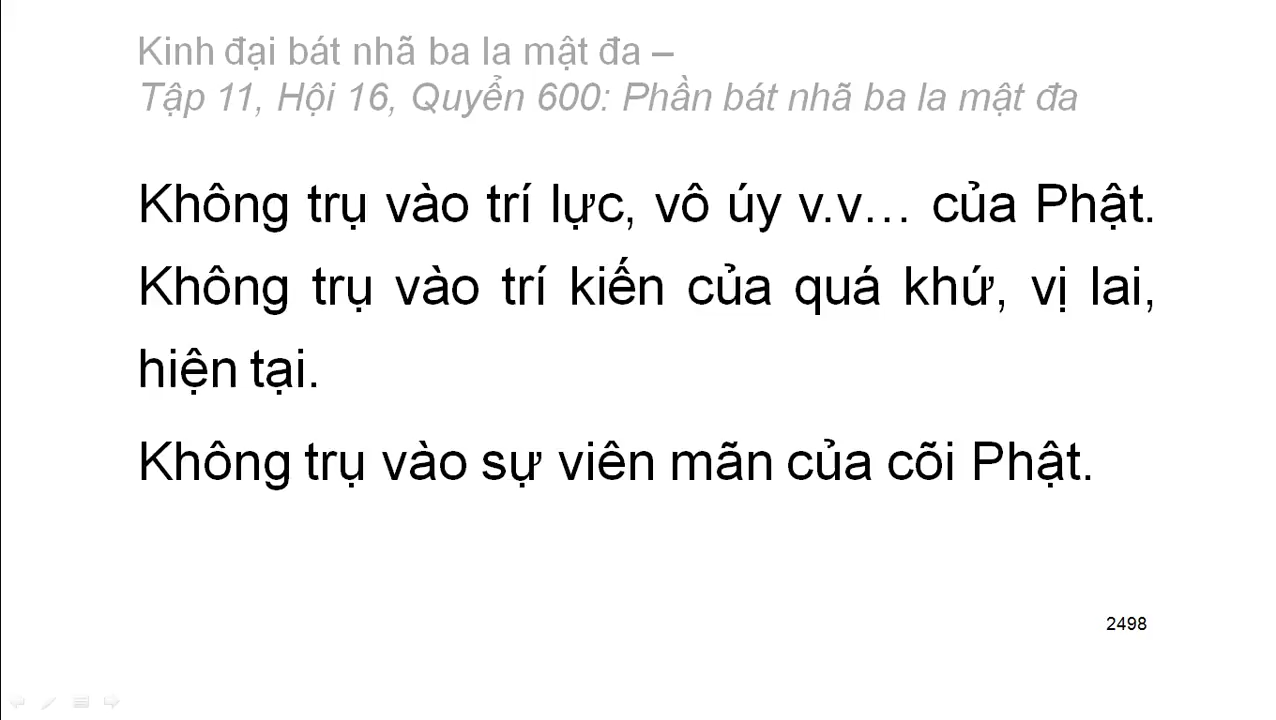 Kinh đại bát nhã ba la mật đa –
Tập 11, Hội 16, Quyển 600: Phần bát nhã ba la mật đa
Không trụ vào trí lực, vô úy v.v… của Phật.
Không trụ vào trí kiến của quá khứ, vị lai,
hiện tại.
Không trụ vào sự viên mãn của cõi Phật.
2498